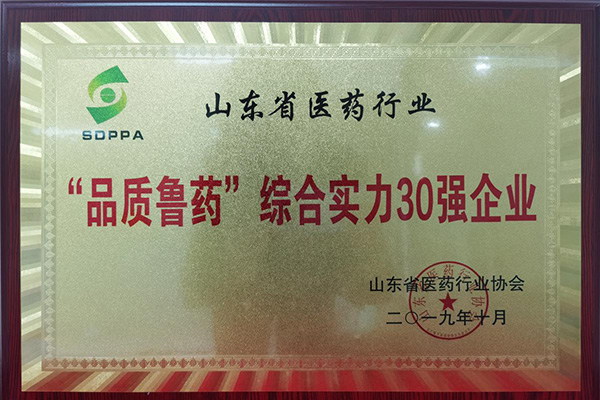 SDPPA
山东省医药行业
“品质鲁药”综合实力30强企业
山东省医药行业协会
二〇一九年十月